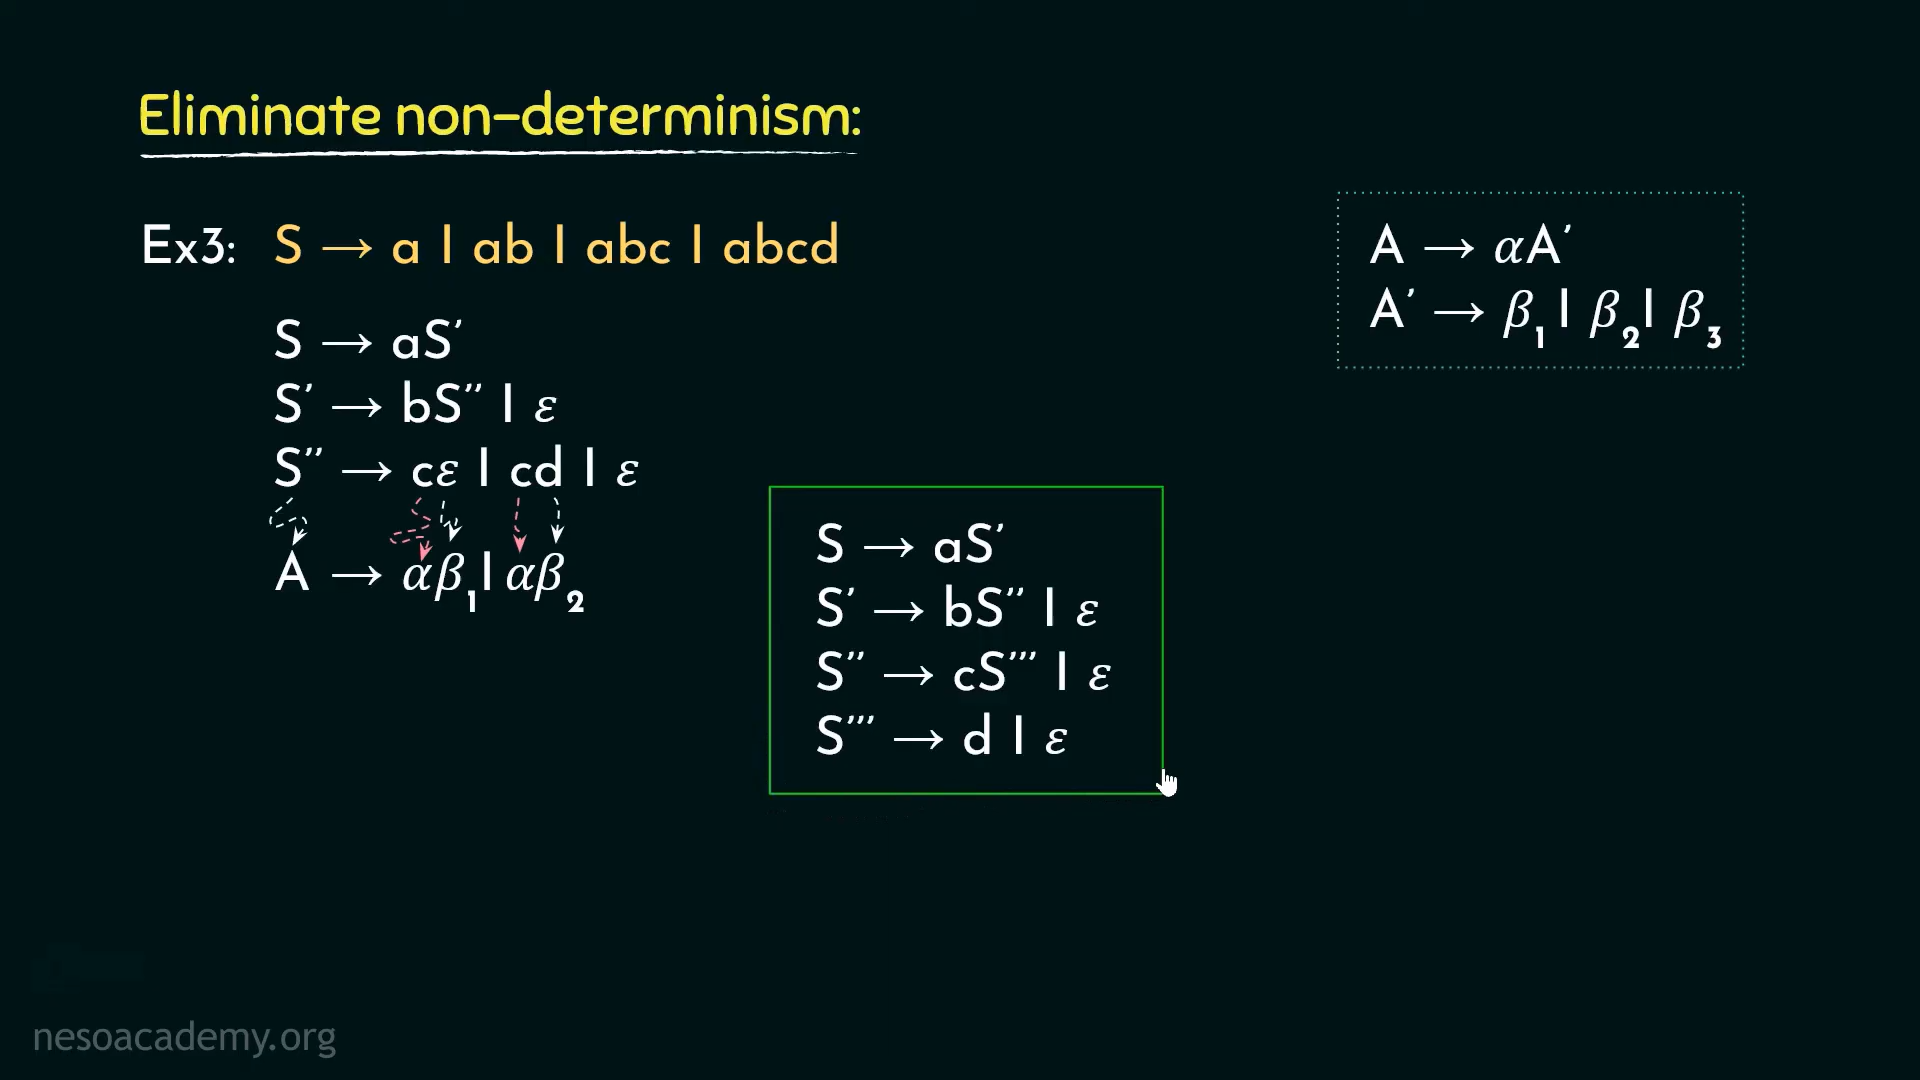 Eliminate non-determinism:
Ex3: S → a | ab | abc | abcd
A → αA′
A′ → β₁ | β₂ | β₃
S → aS′
S′ → bS′′ | ε
S′′ → cε | cd | ε
A → αβ₁ | αβ₂
S → aS′
S′ → bS′′ | ε
S′′ → cS′′′ | ε
S′′′ → d | ε
nesoacademy.org